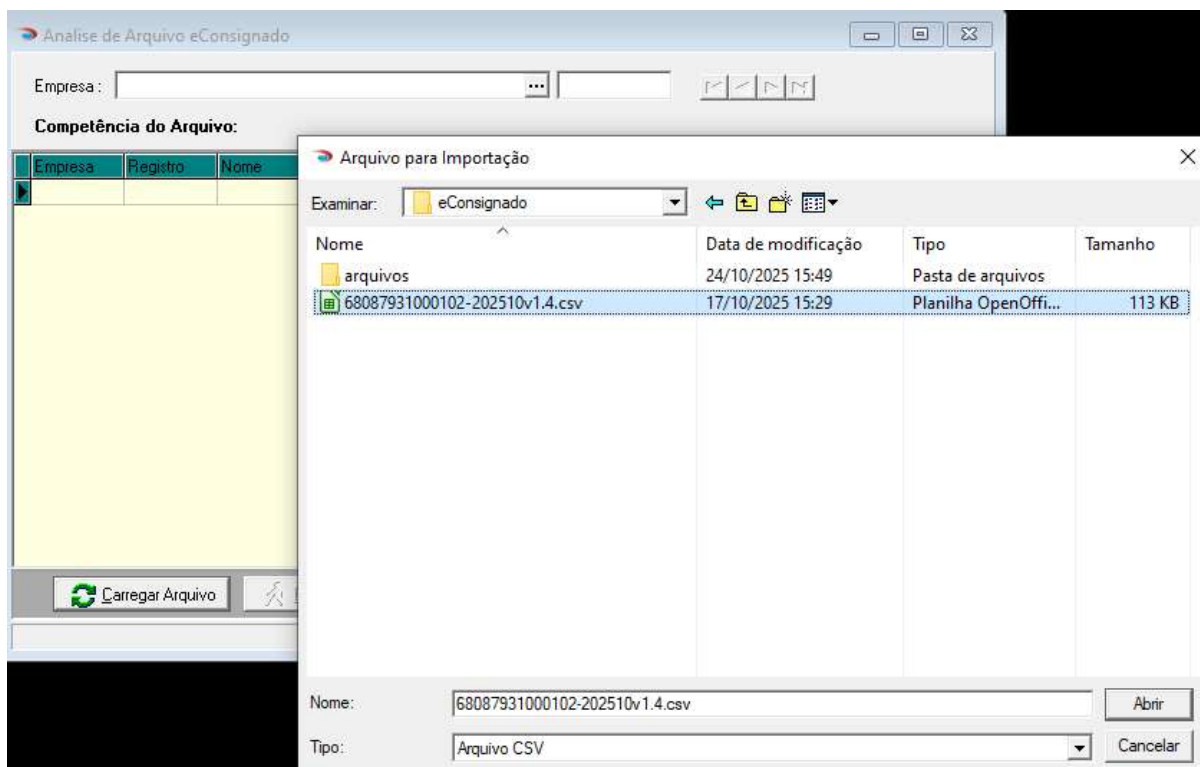 Analise de Arquivo eConsignado
Empresa :
...
Competência do Arquivo:
Empresa Registro Nome
Carregar Arquivo
Arquivo para Importação
Examinar: eConsignado
Nome Data de modificação Tipo Tamanho
arquivos 24/10/2025 15:49 Pasta de arquivos
68087931000102-202510v1.4.csv 17/10/2025 15:29 Planilha OpenOffi... 113 KB
Nome: 68087931000102-202510v1.4.csv Abrir
Tipo: Arquivo CSV Cancelar